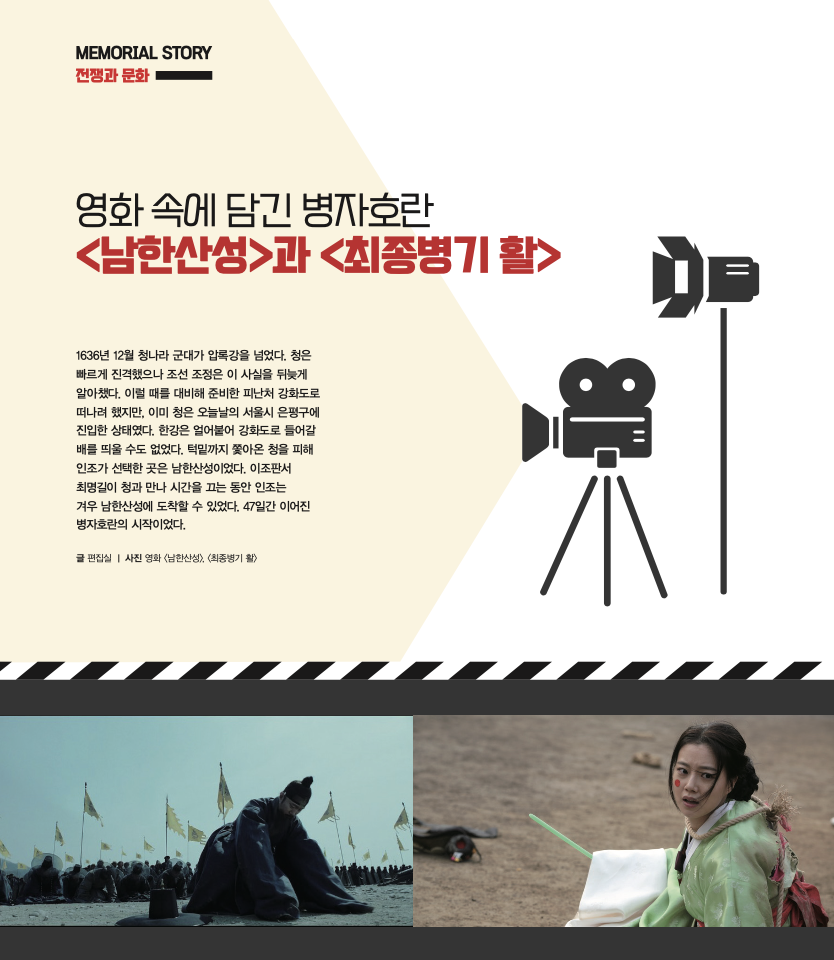 MEMORIAL STORY
전쟁과 문화
영화 속에 담긴 병자호란
<남한산성>과 <최종병기 활>
1636년 12월 청나라 군대가 압록강을 넘었다. 청은
빠르게 진격했으나 조선 조정은 이 사실을 뒤늦게
알아챘다. 이럴 때를 대비해 준비한 피난처 강화도로
떠나려 했지만, 이미 청은 오늘날의 서울시 은평구에
진입한 상태였다. 한강은 얼어붙어 강화도로 들어갈
배를 띄울 수도 없었다. 턱밑까지 쫓아온 청을 피해
인조가 선택한 곳은 남한산성이었다. 이조판서
최명길이 청과 만나 시간을 끄는 동안 인조는
겨우 남한산성에 도착할 수 있었다. 47일간 이어진
병자호란의 시작이었다.
글 편집실 | 사진 영화 <남한산성>, <최종병기 활>